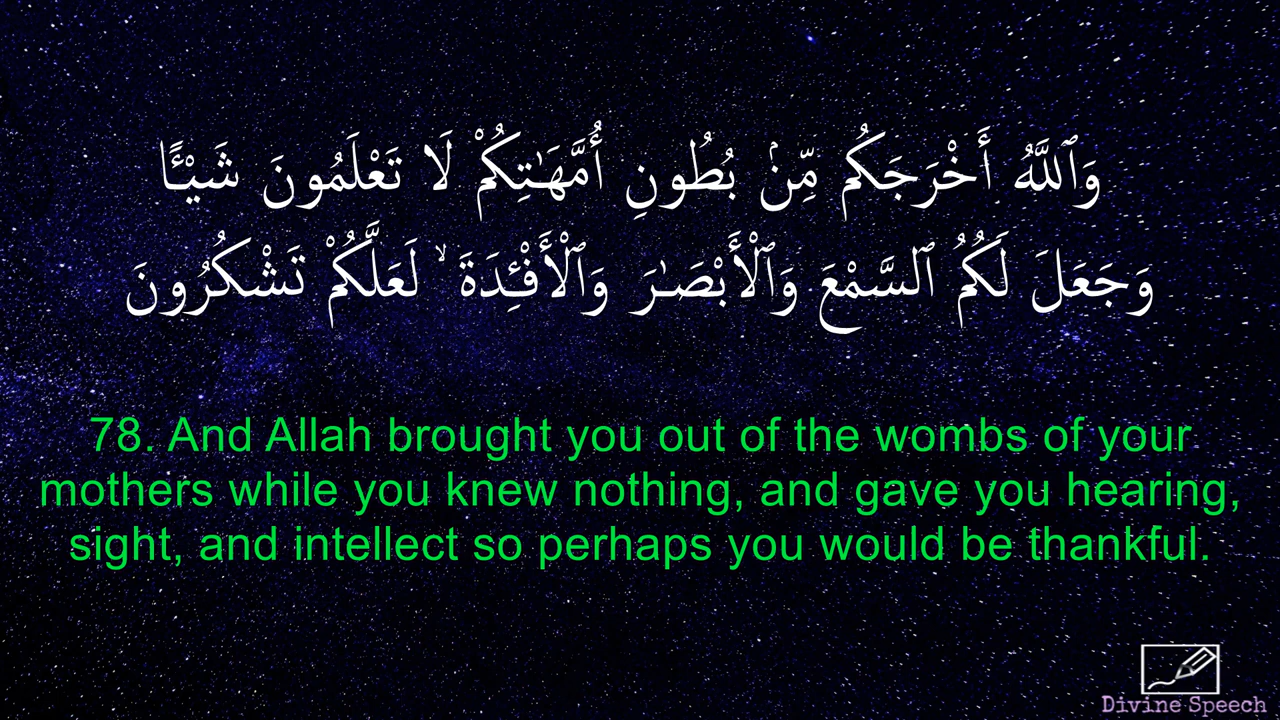 وَٱللَّهُ أَخْرَجَكُم مِّنۢ بُطُونِ أُمَّهَـٰتِكُمْ لَا تَعْلَمُونَ شَيْـًٔا
وَجَعَلَ لَكُمُ ٱلسَّمْعَ وَٱلْأَبْصَـٰرَ وَٱلْأَفْـِٔدَةَ ۙ لَعَلَّكُمْ تَشْكُرُونَ
78. And Allah brought you out of the wombs of your
mothers while you knew nothing, and gave you hearing,
sight, and intellect so perhaps you would be thankful.
Divine Speech